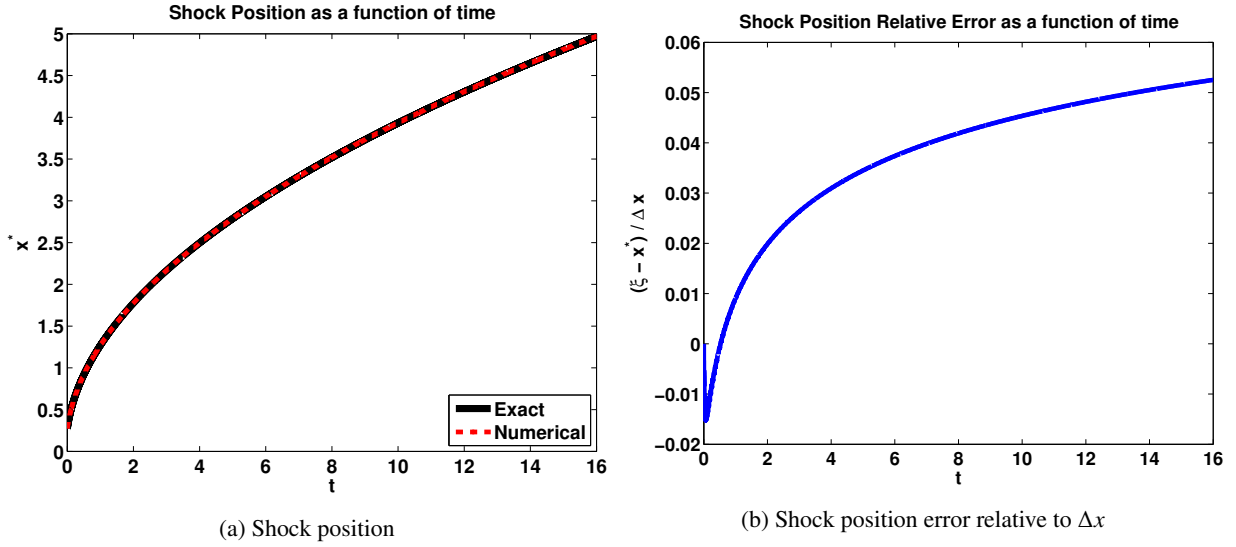 Shock Position as a function of time
5
4.5
4
3.5
3
2.5
2
1.5
1
0.5
0
x*
0 2 4 6 8 10 12 14 16
t
Exact
Numerical
(a) Shock position
Shock Position Relative Error as a function of time
0.06
0.05
0.04
0.03
0.02
0.01
0
−0.01
−0.02
(ξ − x*) / Δ x
0 2 4 6 8 10 12 14 16
t
(b) Shock position error relative to Δx